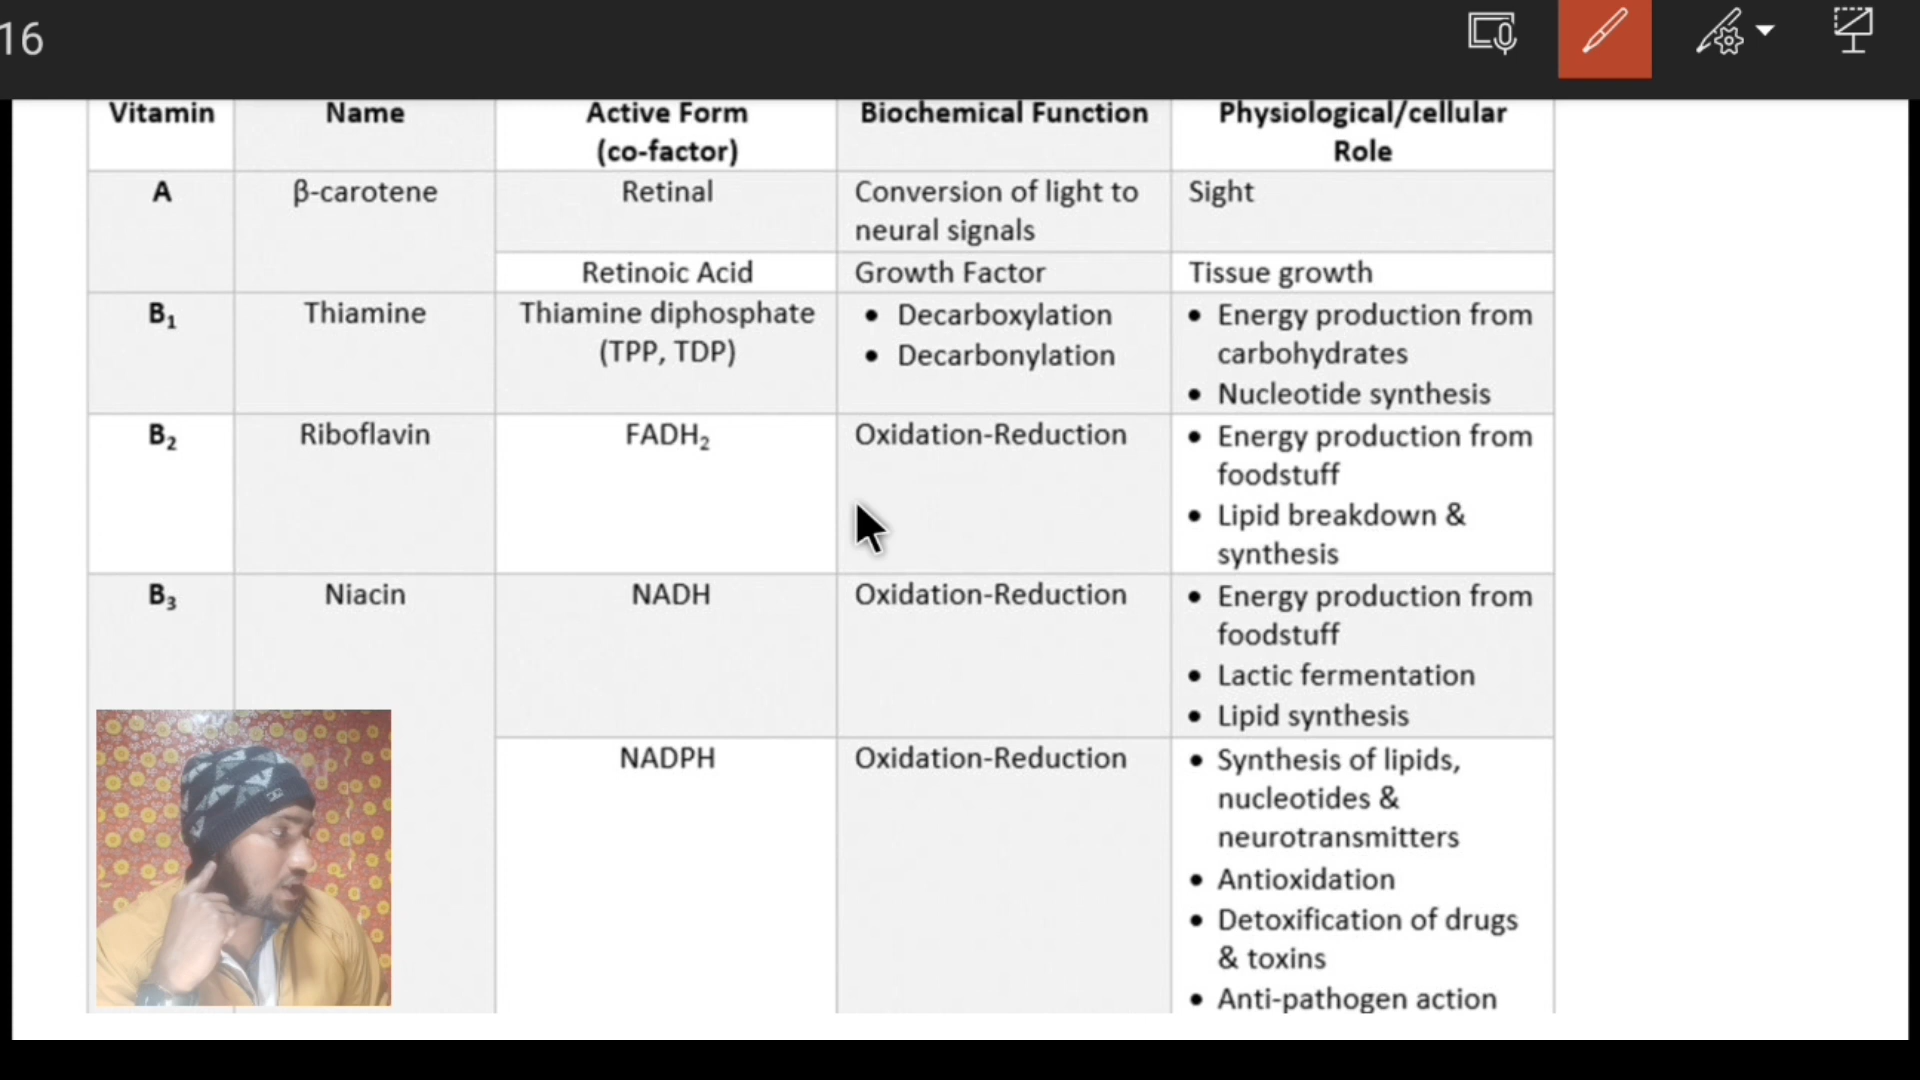 16
Vitamin Name Active Form Biochemical Function Physiological/cellular
(co-factor) Role
A β-carotene Retinal Conversion of light to Sight
neural signals
Retinoic Acid Growth Factor Tissue growth
B₁ Thiamine Thiamine diphosphate • Decarboxylation • Energy production from
(TPP, TDP) • Decarbonylation carbohydrates
• Nucleotide synthesis
B₂ Riboflavin FADH₂ Oxidation-Reduction • Energy production from
foodstuff
• Lipid breakdown &
synthesis
B₃ Niacin NADH Oxidation-Reduction • Energy production from
foodstuff
• Lactic fermentation
• Lipid synthesis
NADPH Oxidation-Reduction • Synthesis of lipids,
nucleotides &
neurotransmitters
• Antioxidation
• Detoxification of drugs
& toxins
• Anti-pathogen action